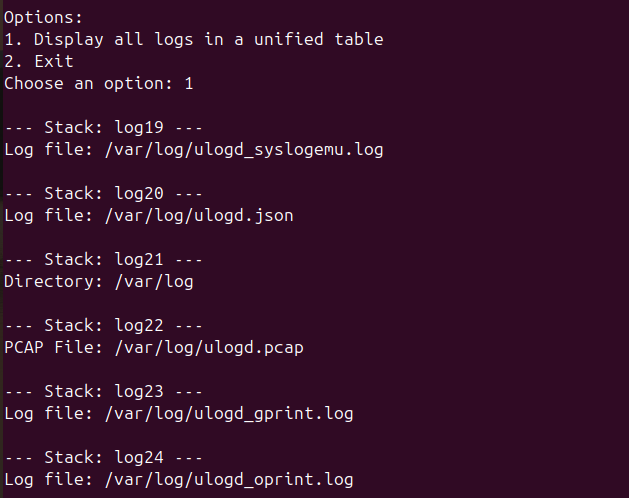 Options:
1. Display all logs in a unified table
2. Exit
Choose an option: 1
--- Stack: log19 ---
Log file: /var/log/ulogd_syslogemu.log
--- Stack: log20 ---
Log file: /var/log/ulogd.json
--- Stack: log21 ---
Directory: /var/log
--- Stack: log22 ---
PCAP File: /var/log/ulogd.pcap
--- Stack: log23 ---
Log file: /var/log/ulogd_gprint.log
--- Stack: log24 ---
Log file: /var/log/ulogd_oprint.log